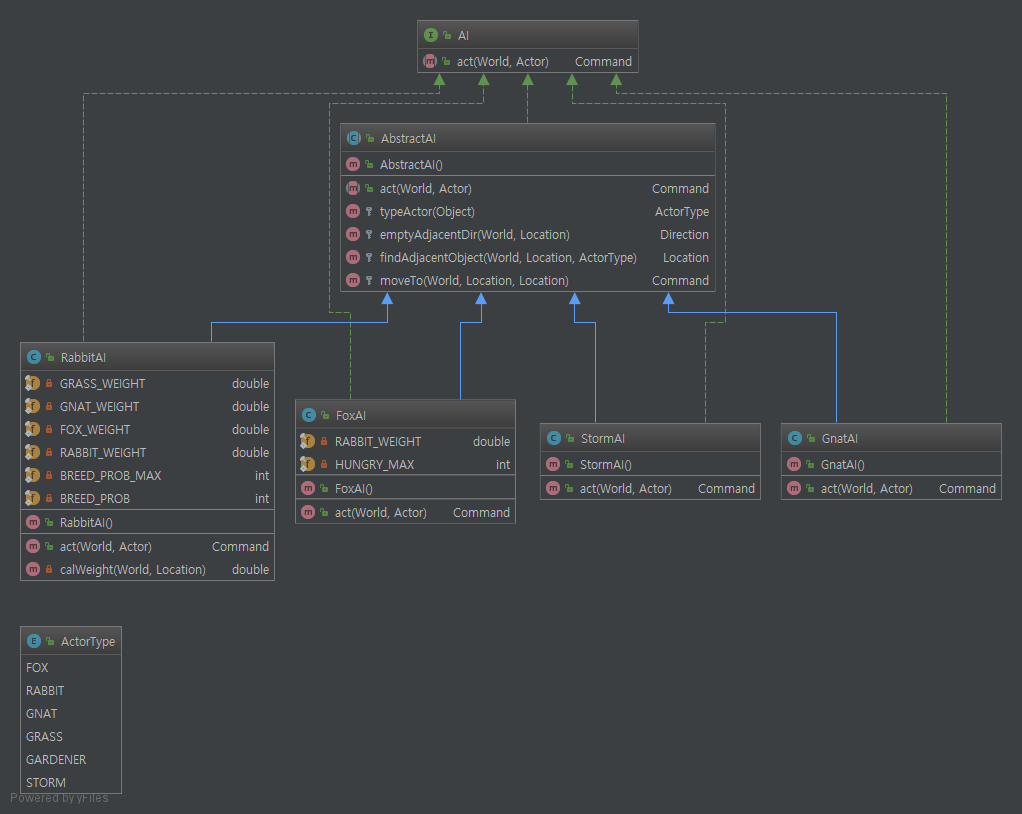 AI
act(World, Actor) Command
AbstractAI
AbstractAI()
act(World, Actor) Command
typeActor(Object) ActorType
emptyAdjacentDir(World, Location) Direction
findAdjacentObject(World, Location, ActorType) Location
moveTo(World, Location, Location) Command
RabbitAI
GRASS_WEIGHT double
GNAT_WEIGHT double
FOX_WEIGHT double
RABBIT_WEIGHT double
BREED_PROB_MAX int
BREED_PROB int
RabbitAI()
act(World, Actor) Command
calWeight(World, Location) double
FoxAI
RABBIT_WEIGHT double
HUNGRY_MAX int
FoxAI()
act(World, Actor) Command
StormAI
StormAI()
act(World, Actor) Command
GnatAI
GnatAI()
act(World, Actor) Command
ActorType
FOX
RABBIT
GNAT
GRASS
GARDENER
STORM
Powered by yFiles